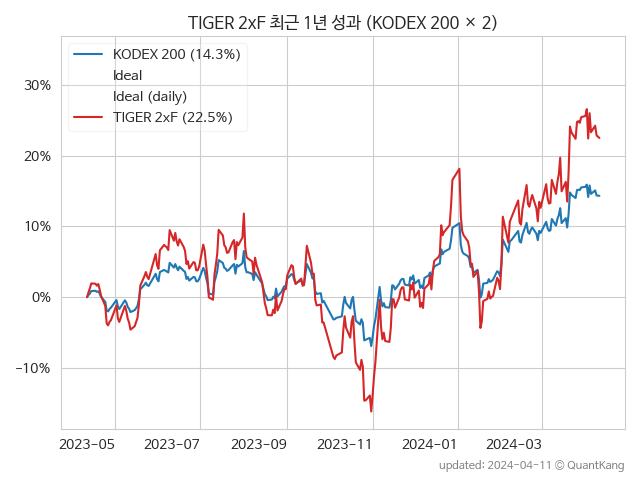 TIGER 2xF 최근 1년 성과 (KODEX 200 × 2)
KODEX 200 (14.3%)
Ideal
Ideal (daily)
TIGER 2xF (22.5%)
30%
20%
10%
0%
−10%
2023-05 2023-07 2023-09 2023-11 2024-01 2024-03
updated: 2024-04-11 © QuantKang